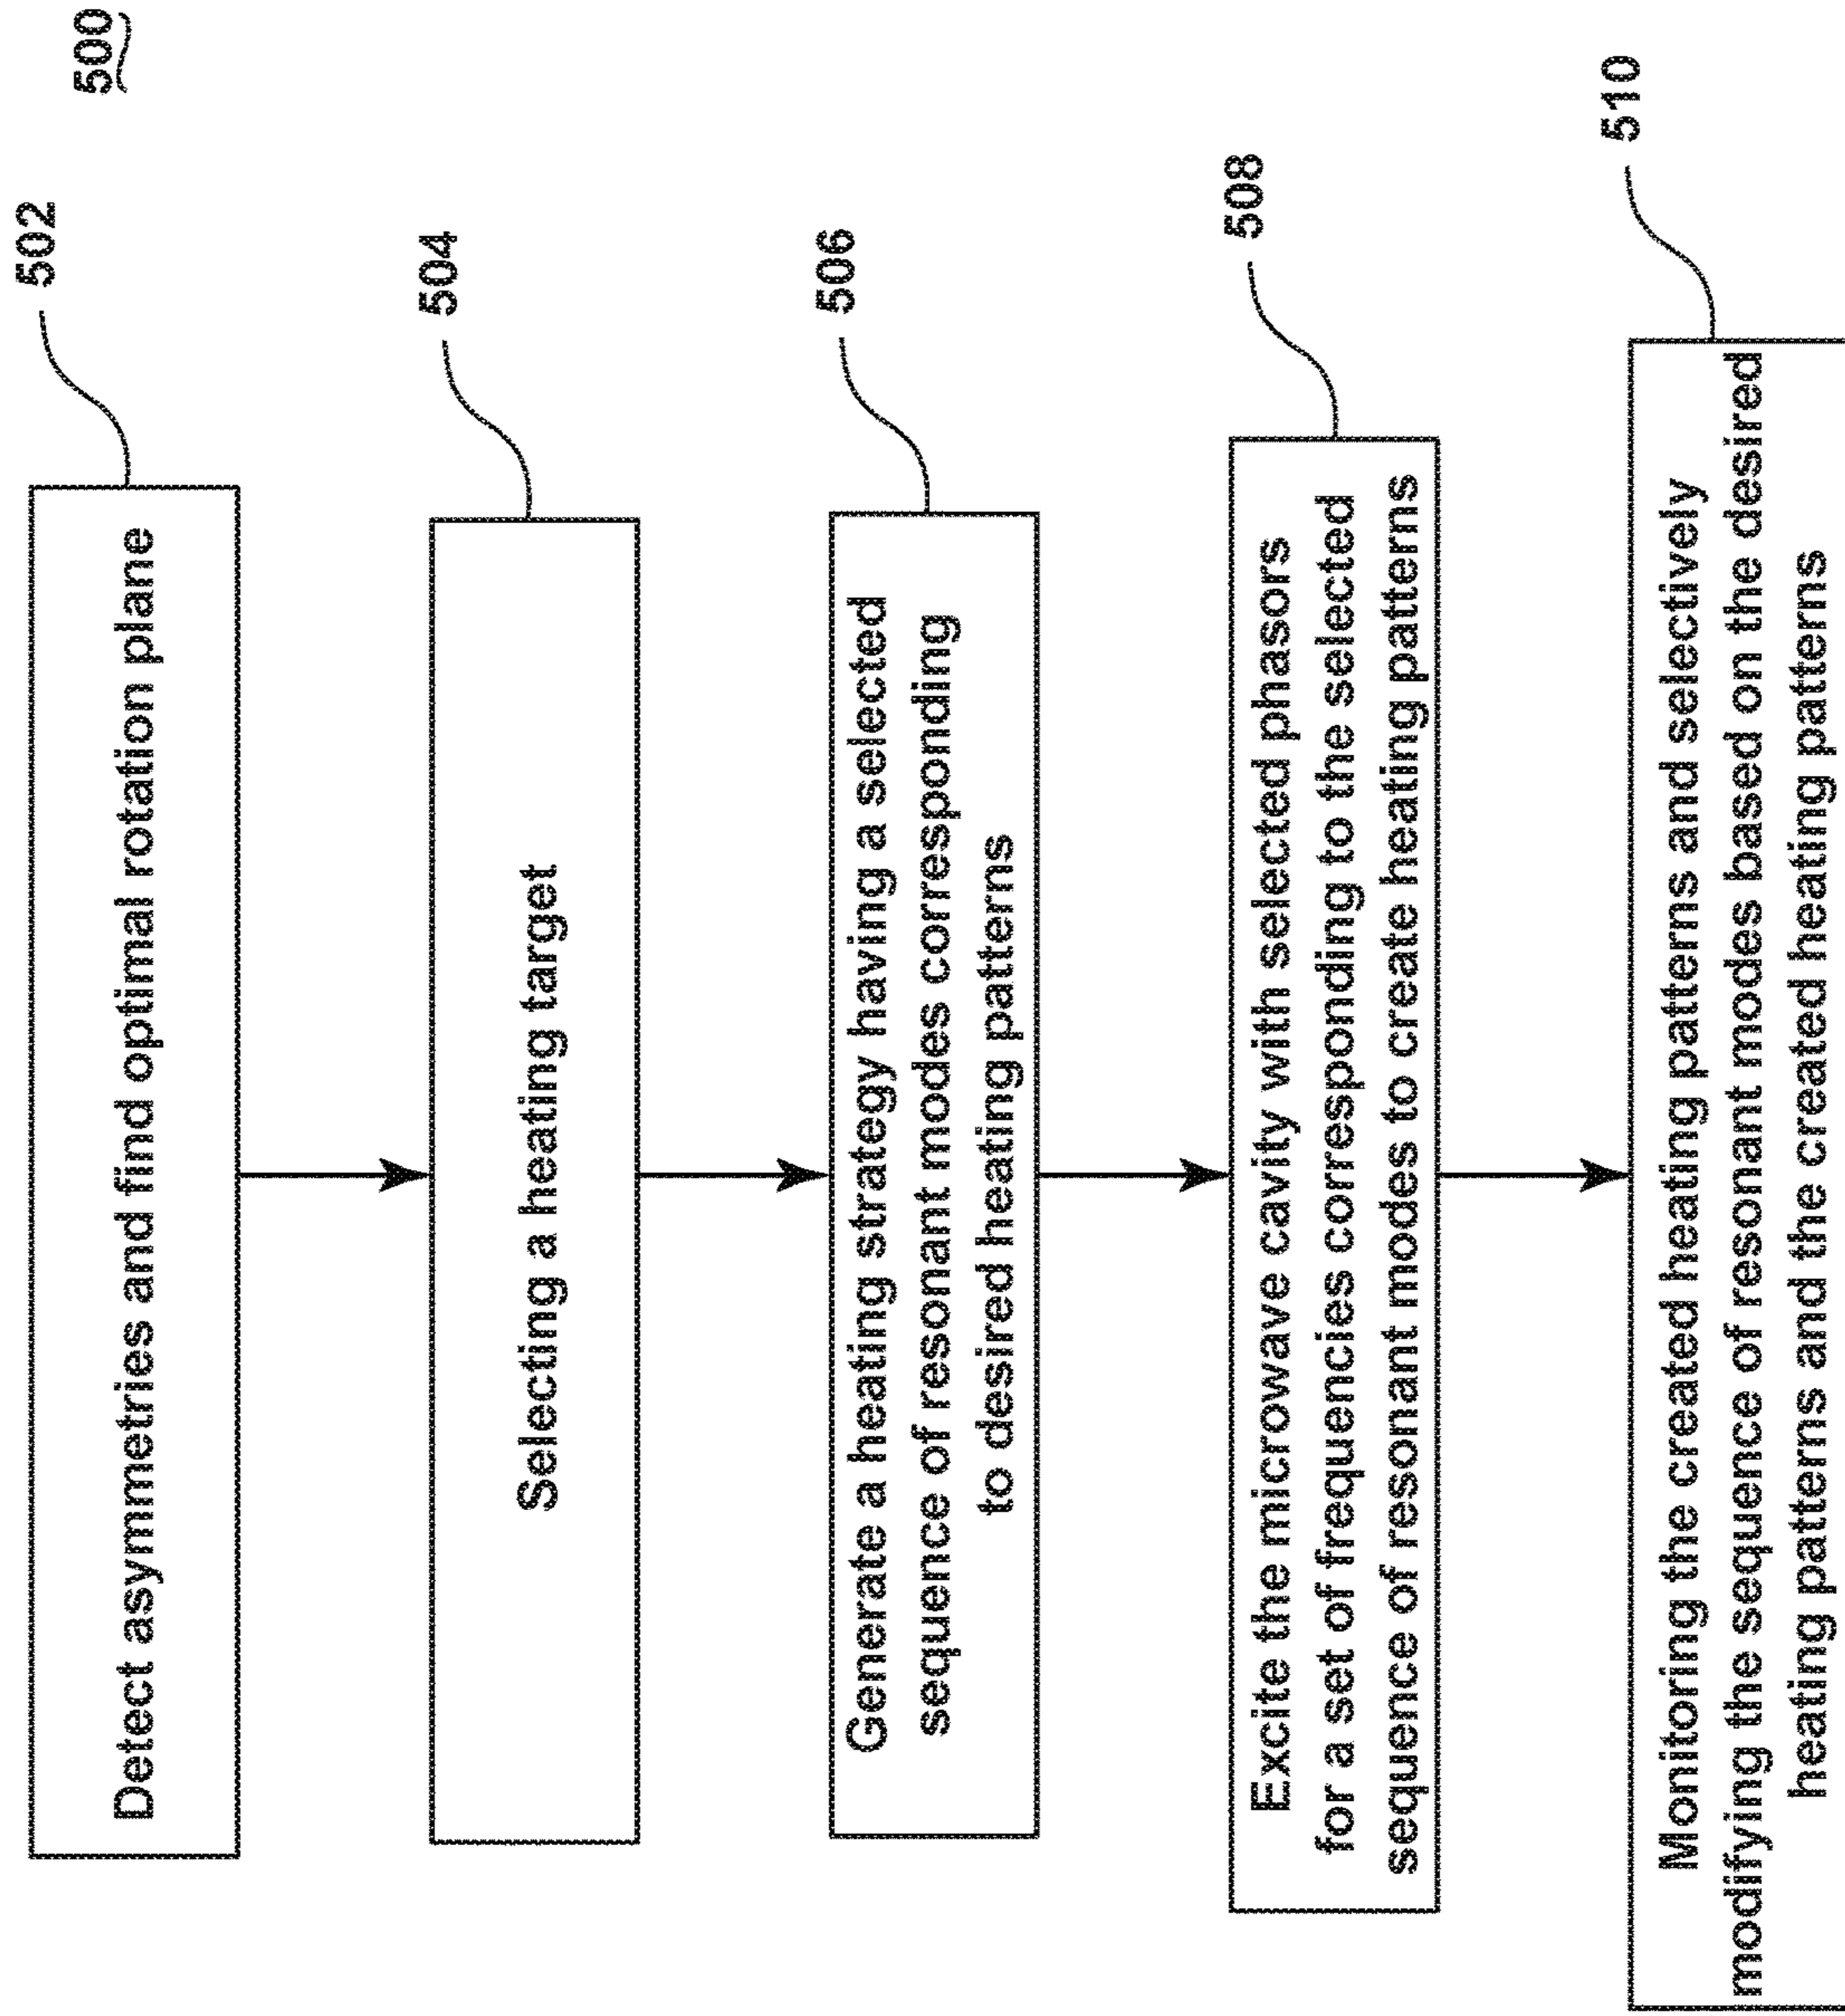 500
502
Detect asymmetries and find optimal rotation plane
504
Selecting a heating target
506
Generate a heating strategy having a selected
sequence of resonant modes corresponding
to desired heating patterns
508
Excite the microwave cavity with selected phasors
for a set of frequencies corresponding to the selected
sequence of resonant modes to create heating patterns
510
Monitoring the created heating patterns and selectively
modifying the sequence of resonant modes based on the desired
heating patterns and the created heating patterns